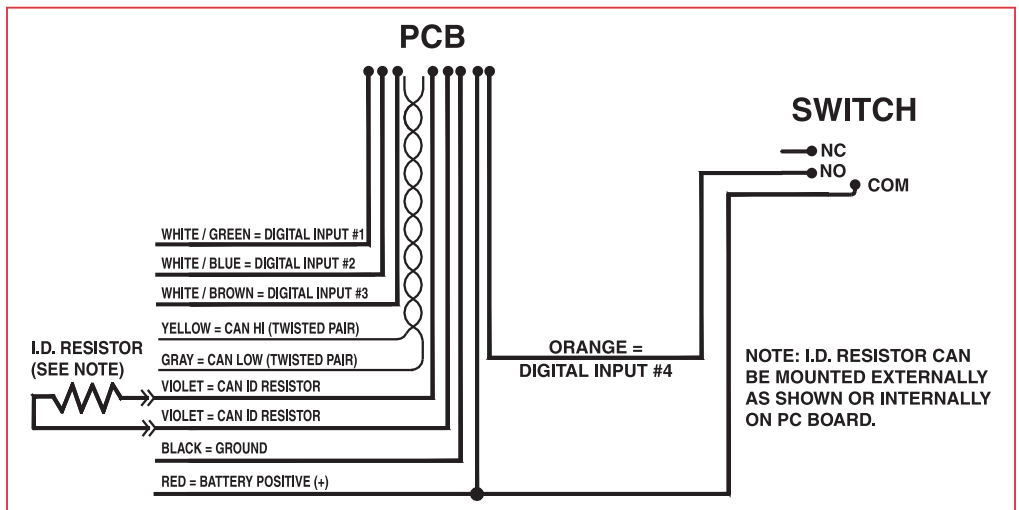 PCB
SWITCH
NC
NO
COM
WHITE / GREEN = DIGITAL INPUT #1
WHITE / BLUE = DIGITAL INPUT #2
WHITE / BROWN = DIGITAL INPUT #3
YELLOW = CAN HI (TWISTED PAIR)
GRAY = CAN LOW (TWISTED PAIR)
I.D. RESISTOR
(SEE NOTE)
VIOLET = CAN ID RESISTOR
VIOLET = CAN ID RESISTOR
BLACK = GROUND
RED = BATTERY POSITIVE (+)
ORANGE =
DIGITAL INPUT #4
NOTE: I.D. RESISTOR CAN
BE MOUNTED EXTERNALLY
AS SHOWN OR INTERNALLY
ON PC BOARD.